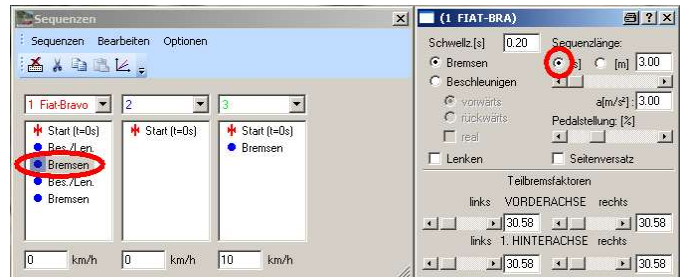 Sequenzen
Sequenzen Bearbeiten Optionen
1 Fiat-Bravo
2
3
Start (t=0s)
Bes./Len.
Bremsen
Bes./Len.
Bremsen
Start (t=0s)
Start (t=0s)
Bremsen
0 km/h
0 km/h
10 km/h
(1 FIAT-BRA)
Schwellz.[s] 0.20
Sequenzlänge:
Bremsen
[s] [m] 3.00
Beschleunigen
vorwärts
a[m/s²]: 3.00
rückwärts
Pedalstellung: [%]
real
Lenken
Seitenversatz
Teilbremsfaktoren
links VORDERACHSE rechts
30.58 30.58
links 1. HINTERACHSE rechts
30.58 30.58